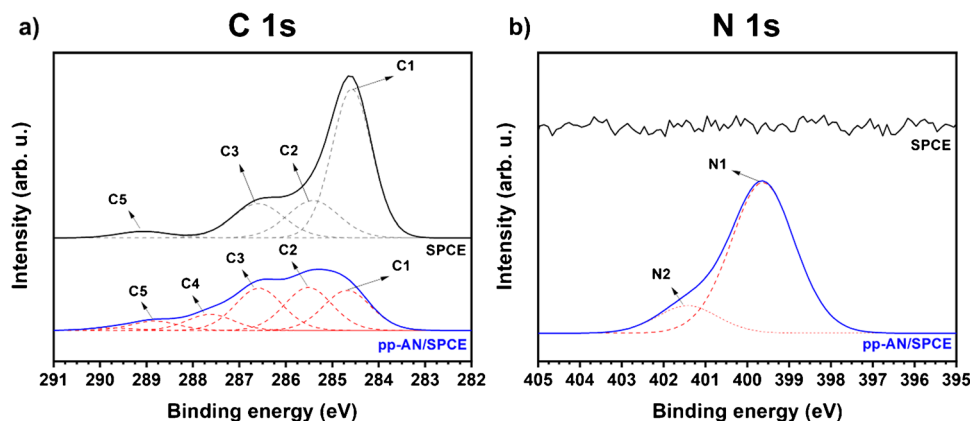 a)
C 1s
C1
C3
C2
C5
SPCE
C3
C2
C1
C4
C5
pp-AN/SPCE
291 290 289 288 287 286 285 284 283 282
Binding energy (eV)
Intensity (arb. u.)
b)
N 1s
SPCE
N1
N2
pp-AN/SPCE
405 404 403 402 401 400 399 398 397 396 395
Binding energy (eV)
Intensity (arb. u.)